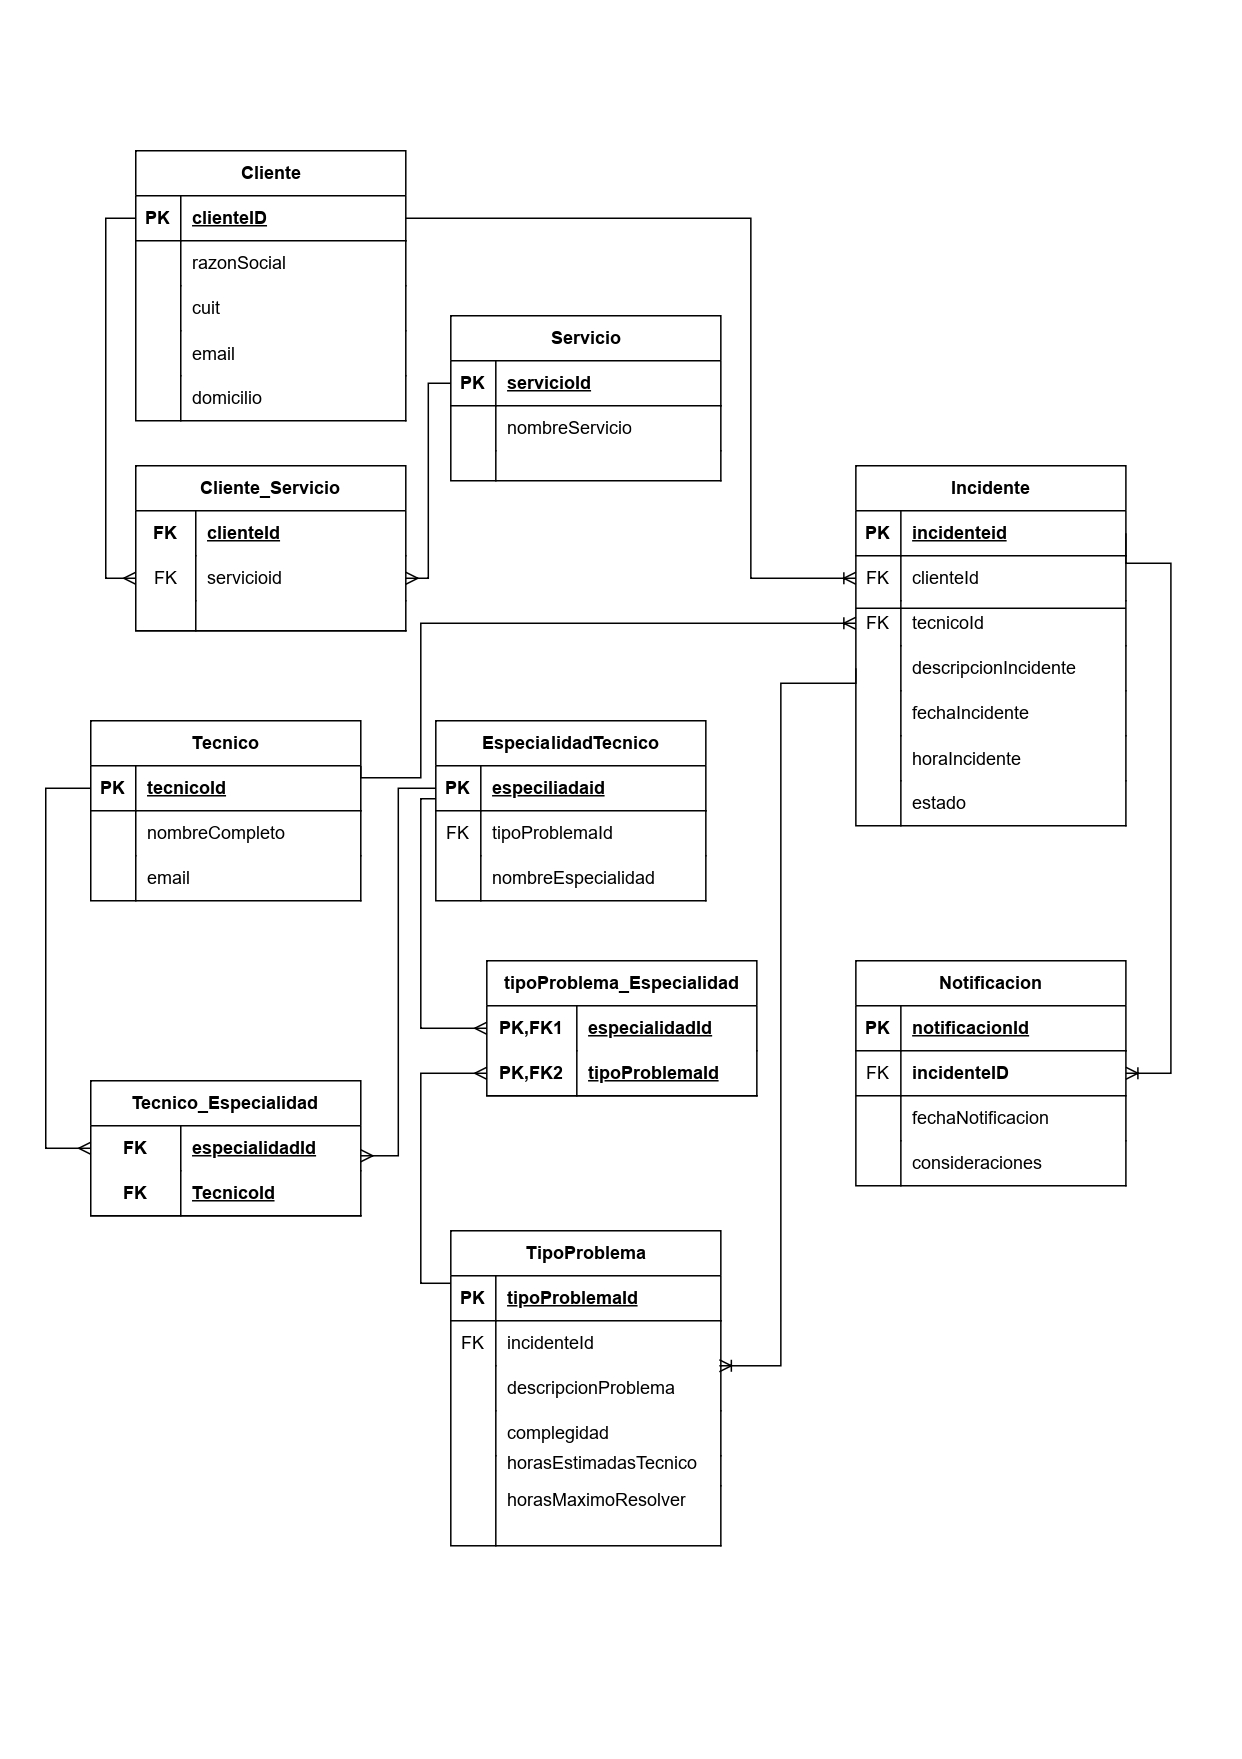 Cliente
PK clienteID
razonSocial
cuit
email
domicilio
Servicio
PK servicioId
nombreServicio
Cliente_Servicio
FK clienteId
FK servicioid
Incidente
PK incidenteid
FK clienteId
FK tecnicoId
descripcionIncidente
fechaIncidente
horaIncidente
estado
Tecnico
PK tecnicoId
nombreCompleto
email
EspecialidadTecnico
PK especiliadaid
FK tipoProblemaId
nombreEspecialidad
tipoProblema_Especialidad
PK,FK1 especialidadId
PK,FK2 tipoProblemaId
Notificacion
PK notificacionId
FK incidenteID
fechaNotificacion
consideraciones
Tecnico_Especialidad
FK especialidadId
FK TecnicoId
TipoProblema
PK tipoProblemaId
FK incidenteId
descripcionProblema
complegidad
horasEstimadasTecnico
horasMaximoResolver